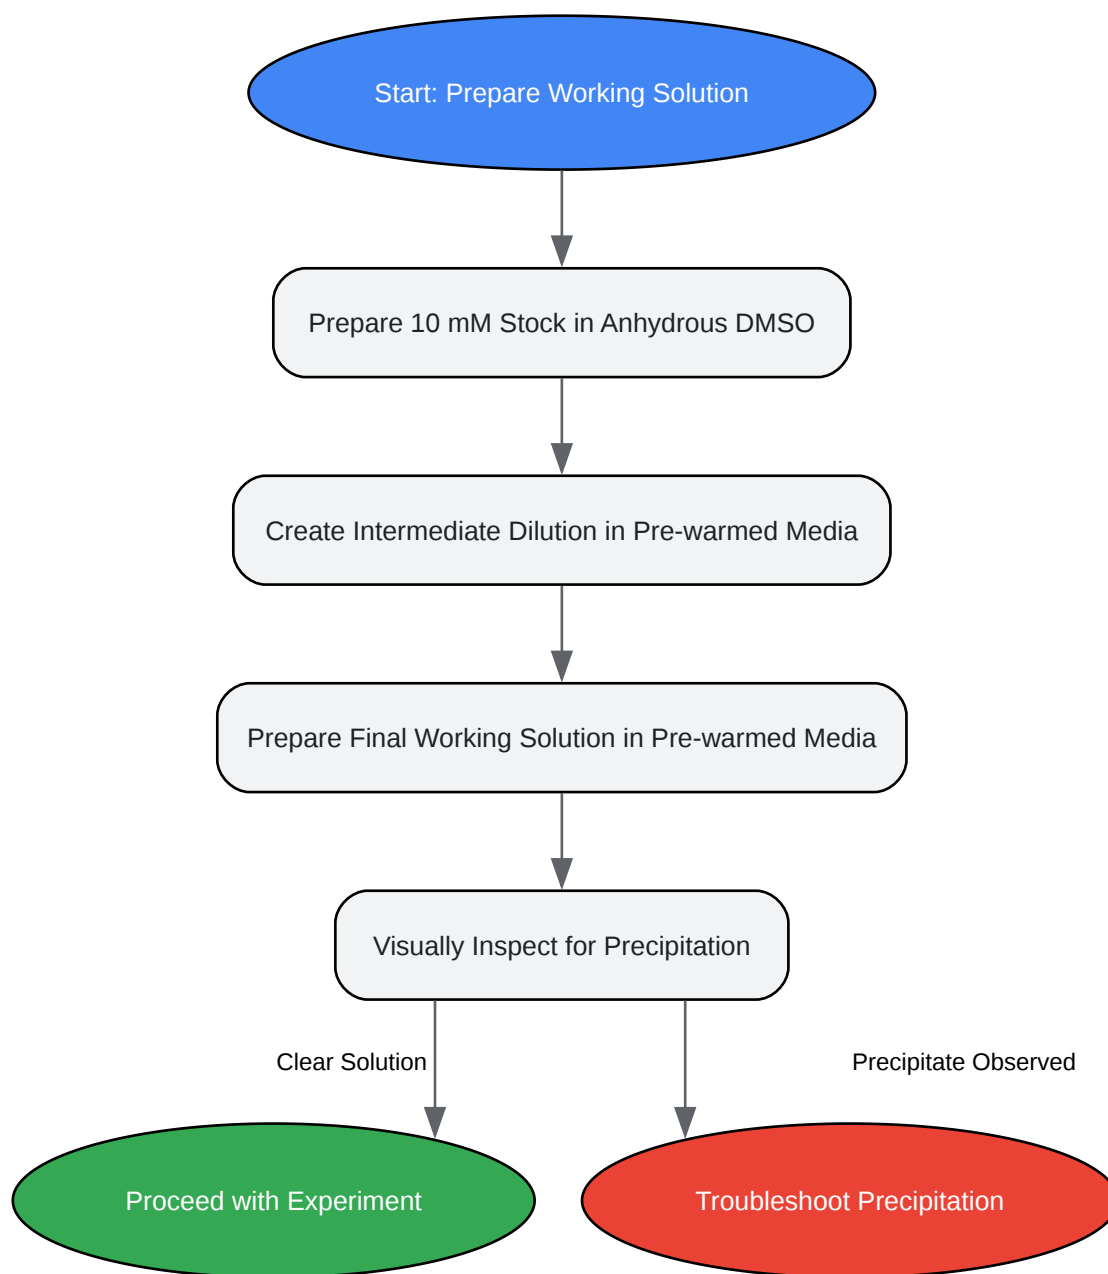 Start: Prepare Working Solution
Prepare 10 mM Stock in Anhydrous DMSO
Create Intermediate Dilution in Pre-warmed Media
Prepare Final Working Solution in Pre-warmed Media
Visually Inspect for Precipitation
Clear Solution
Precipitate Observed
Proceed with Experiment
Troubleshoot Precipitation